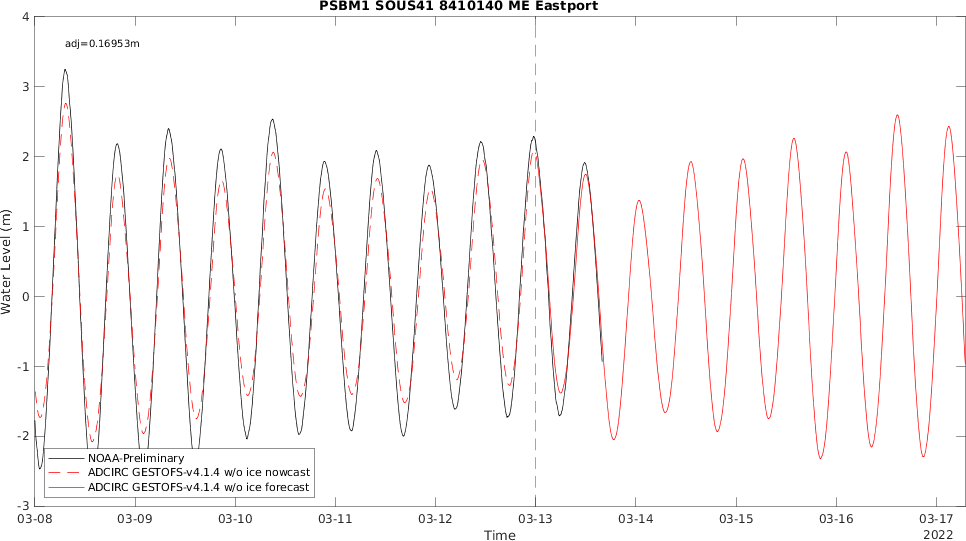 PSBM1 SOUS41 8410140 ME Eastport
adj=0.16953m
4
3
2
1
0
-1
-2
-3
Water Level (m)
NOAA-Preliminary
ADCIRC GESTOFS-v4.1.4 w/o ice nowcast
ADCIRC GESTOFS-v4.1.4 w/o ice forecast
03-08 03-09 03-10 03-11 03-12 03-13 03-14 03-15 03-16 03-17
Time
2022